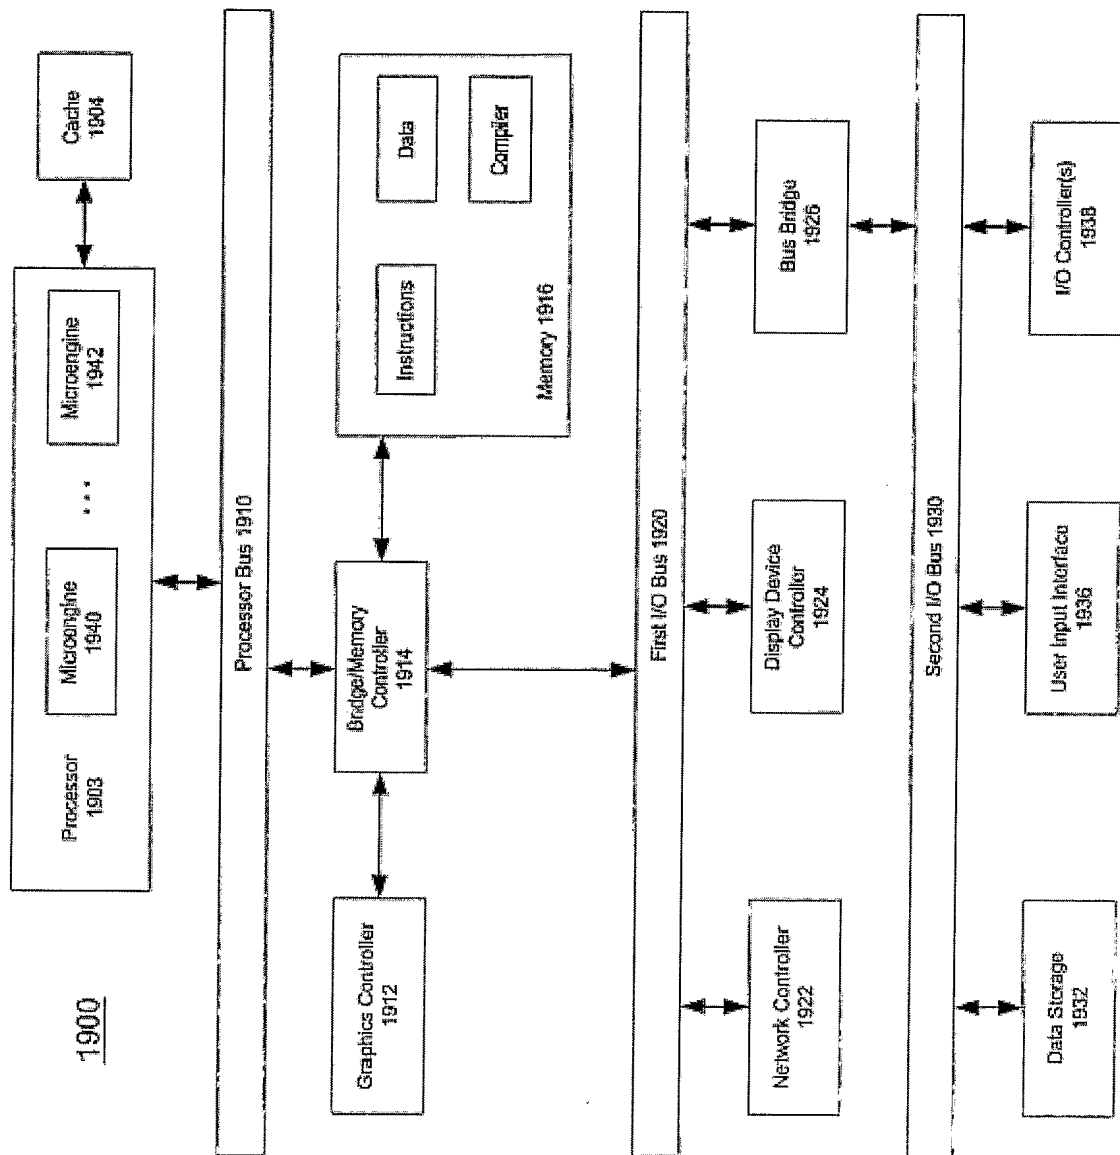 1900
Processor
1903
Microengine
1940
...
Microengine
1942
Cache
1904
Processor Bus 1910
Graphics Controller
1912
Bridge/Memory
Controller
1914
Instructions
Data
Compiler
Memory 1916
First I/O Bus 1920
Network Controller
1922
Display Device
Controller
1924
Bus Bridge
1926
Second I/O Bus 1930
Data Storage
1932
User Input Interface
1936
I/O Controller(s)
1938